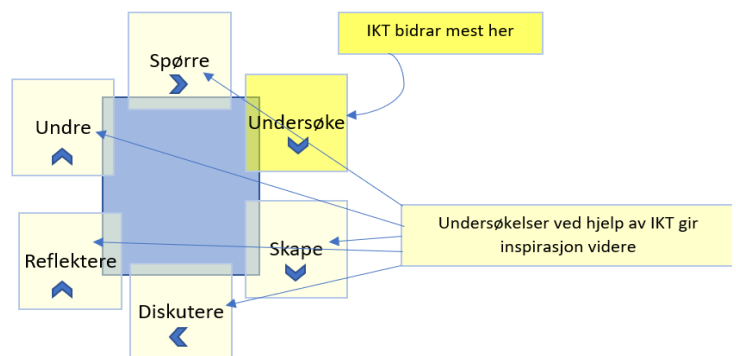 IKT bidrar mest her
Spørre
Undersøke
Undre
Undersøkelser ved hjelp av IKT gir
inspirasjon videre
Skape
Reflektere
Diskutere